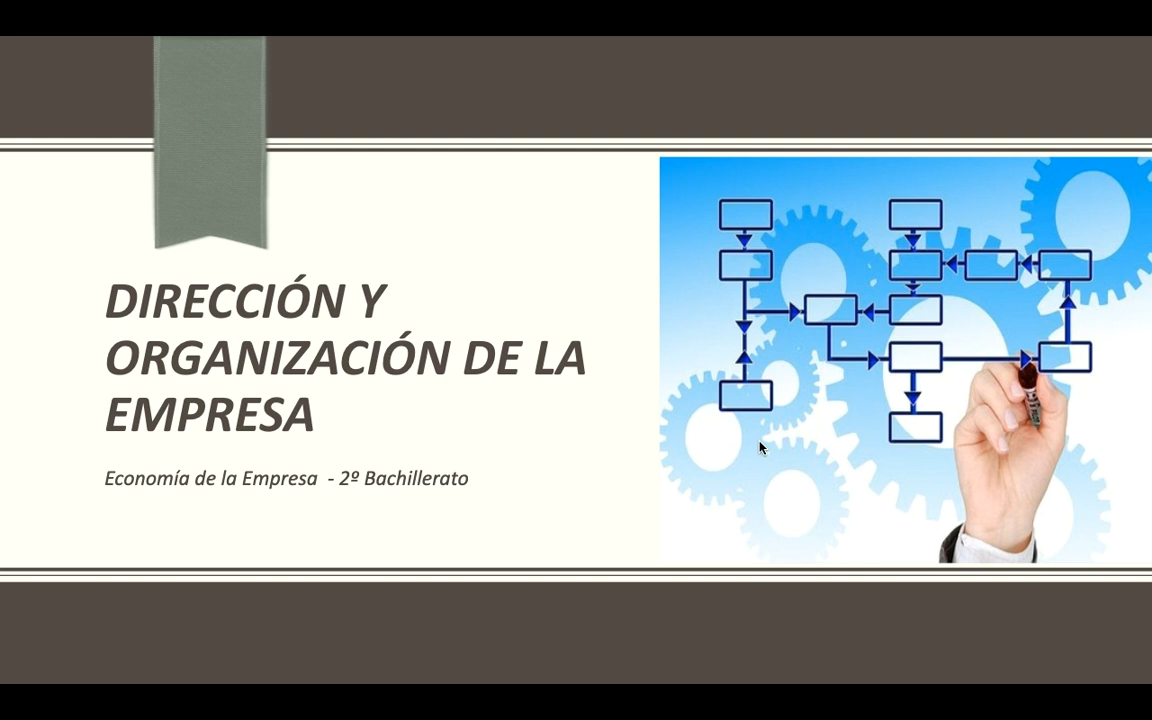 DIRECCIÓN Y
ORGANIZACIÓN DE LA
EMPRESA
Economía de la Empresa - 2º Bachillerato